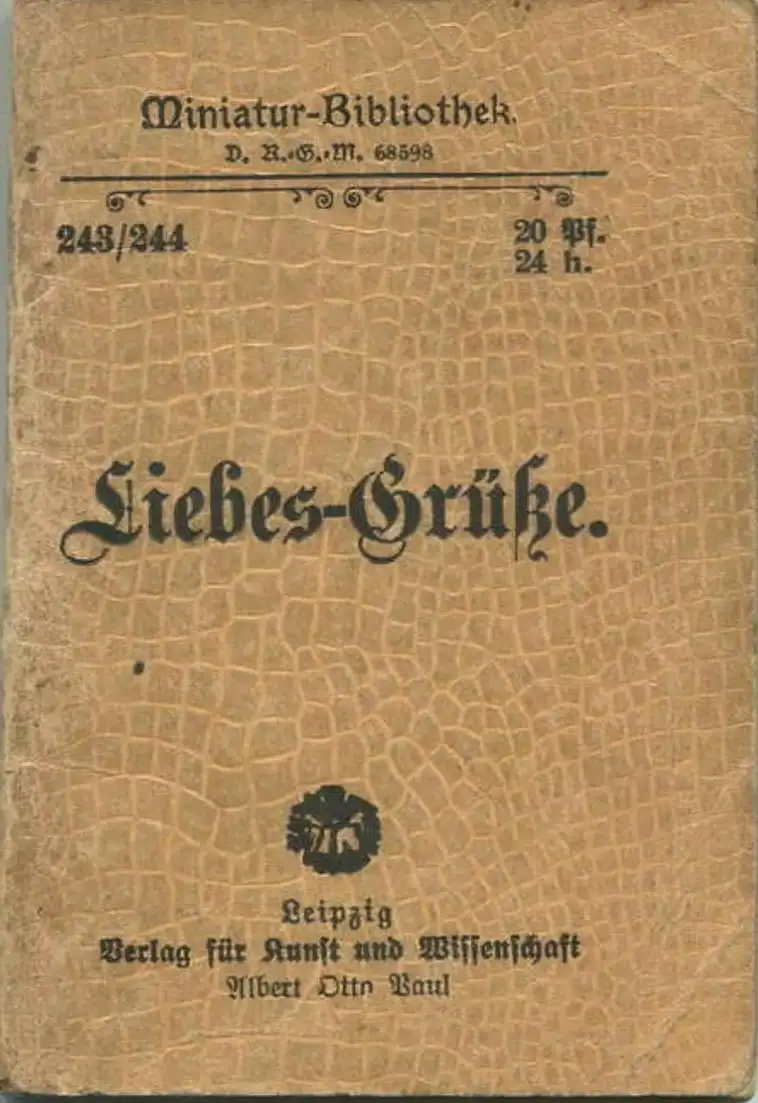 Miniatur-Bibliothek.
D. R.-G.-M. 68598
243/244
20 Pf.
24 h.
Liebes-Grüße.
Leipzig
Verlag für Kunst und Wissenschaft
Albert Otto Paul